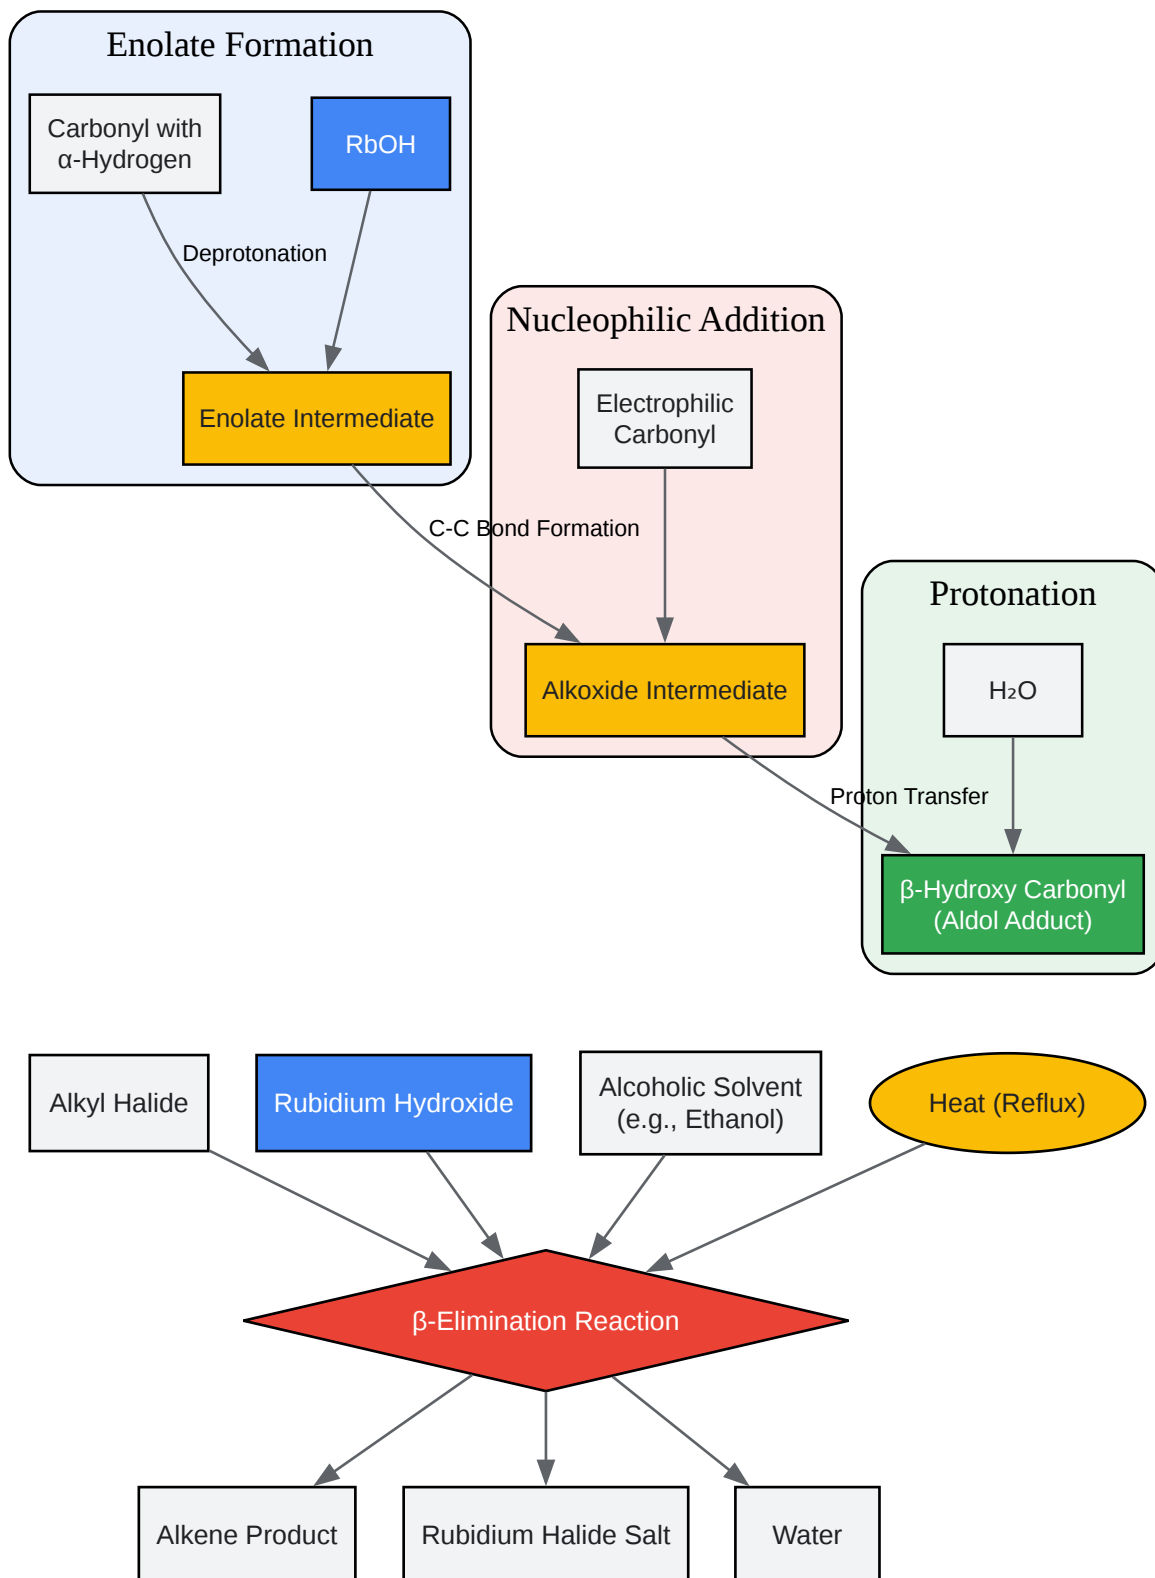 Enolate Formation
Carbonyl with
α-Hydrogen
RbOH
Deprotonation
Enolate Intermediate
Nucleophilic Addition
Electrophilic
Carbonyl
C-C Bond Formation
Alkoxide Intermediate
Protonation
H₂O
Proton Transfer
β-Hydroxy Carbonyl
(Aldol Adduct)
Alkyl Halide
Rubidium Hydroxide
Alcoholic Solvent
(e.g., Ethanol)
Heat (Reflux)
β-Elimination Reaction
Alkene Product
Rubidium Halide Salt
Water